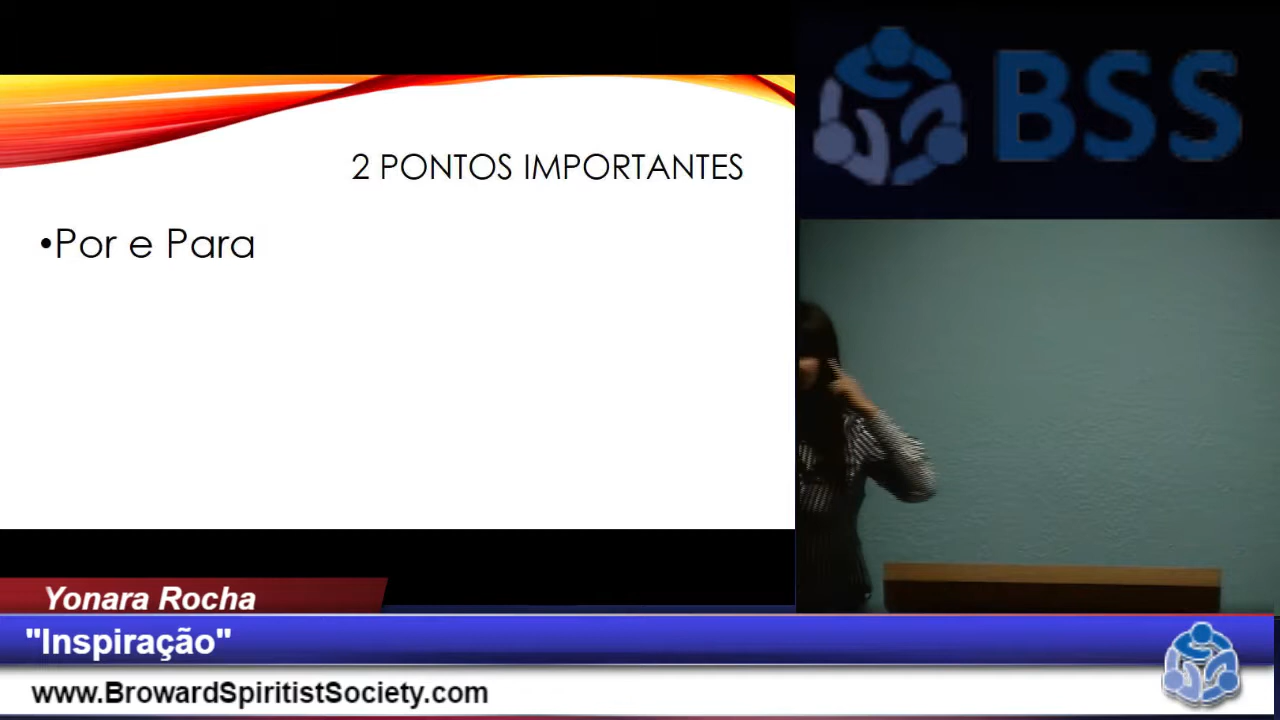 BSS
2 PONTOS IMPORTANTES
•Por e Para
Yonara Rocha
"Inspiração"
www.BrowardSpiritistSociety.com